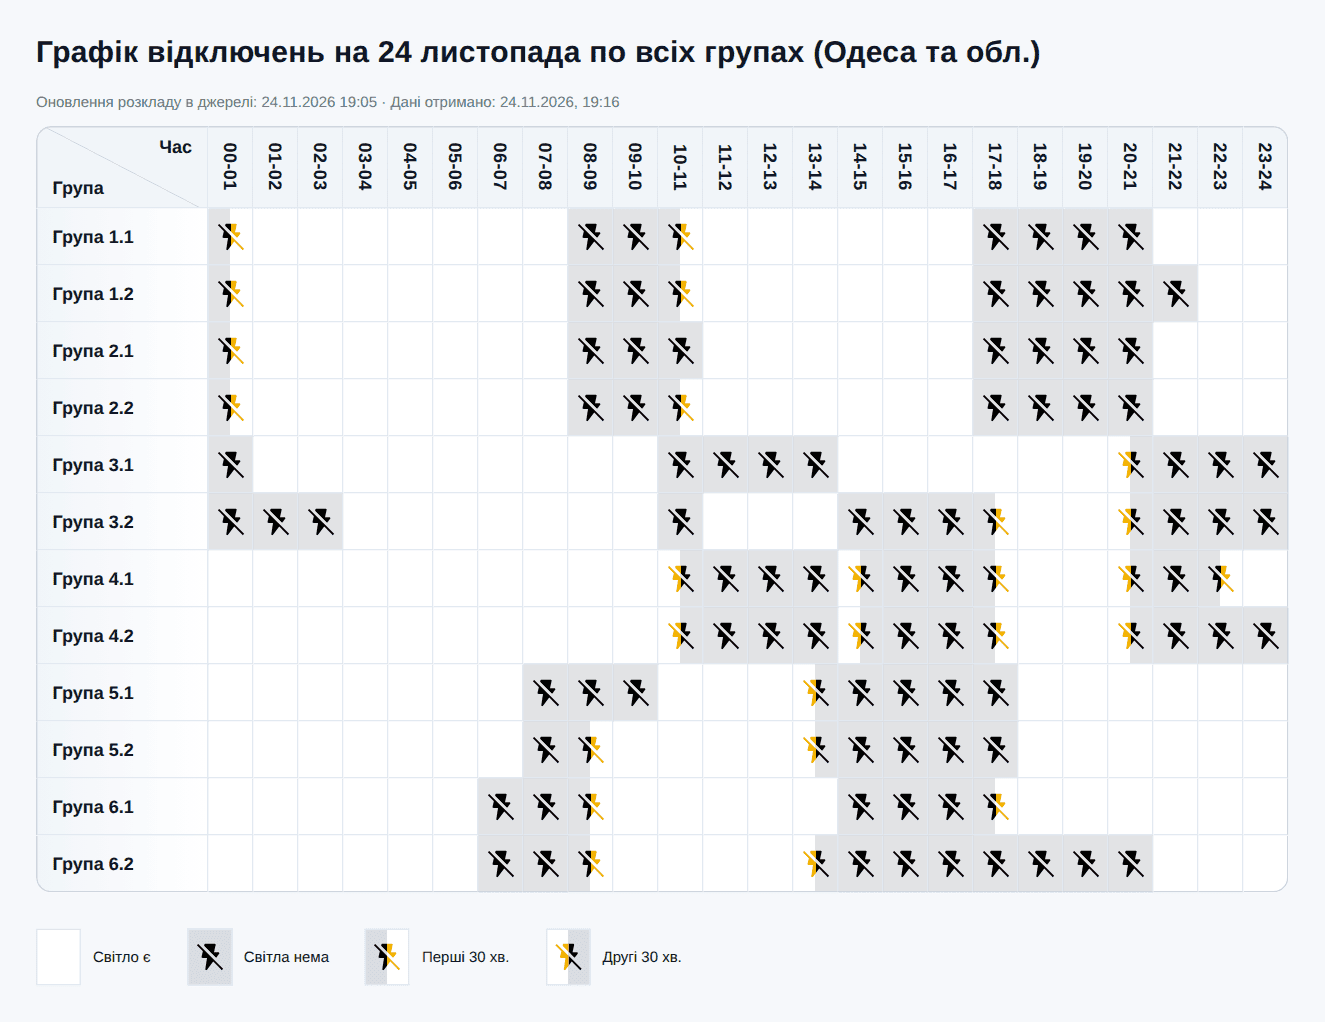 Графік відключень на 24 листопада по всіх групах (Одеса та обл.)
Оновлення розкладу в джерелі: 24.11.2026 19:05 · Дані отримано: 24.11.2026, 19:16
Час
Група
00-01 01-02 02-03 03-04 04-05 05-06 06-07 07-08 08-09 09-10 10-11 11-12 12-13 13-14 14-15 15-16 16-17 17-18 18-19 19-20 20-21 21-22 22-23 23-24
Група 1.1
Група 1.2
Група 2.1
Група 2.2
Група 3.1
Група 3.2
Група 4.1
Група 4.2
Група 5.1
Група 5.2
Група 6.1
Група 6.2
Світло є Світла нема Перші 30 хв. Другі 30 хв.